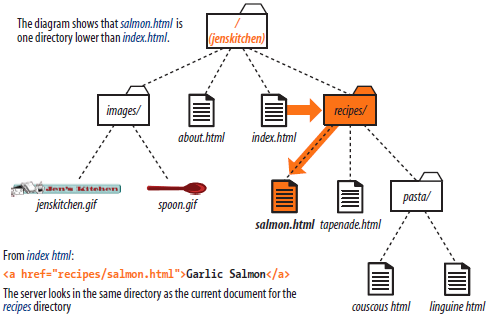 The diagram shows that salmon.html is
one directory lower than index.html.
/
(jenskitchen)
images/
about.html
index.html
recipes/
Jen's Kitchen
jenskitchen.gif
spoon.gif
salmon.html
tapenade.html
pasta/
couscous html
linguine html
From index html:
<a href="recipes/salmon.html">Garlic Salmon</a>
The server looks in the same directory as the current document for the
recipes directory